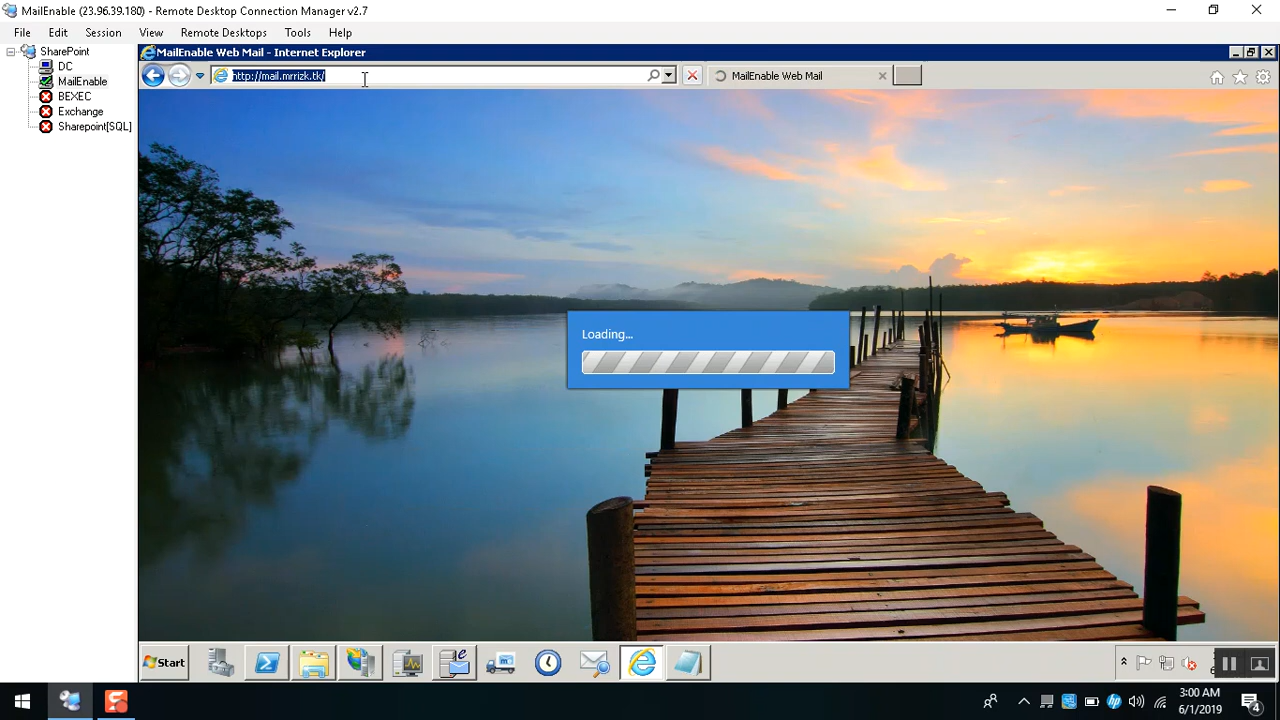 MailEnable (23.96.39.180) - Remote Desktop Connection Manager v2.7
File Edit Session View Remote Desktops Tools Help
SharePoint
DC
MailEnable
BEXEC
Exchange
Sharepoint[SQL]
MailEnable Web Mail - Internet Explorer
http://mail.mrrizk.tk/
MailEnable Web Mail
Loading...
Start
3:00 AM
6/1/2019
4